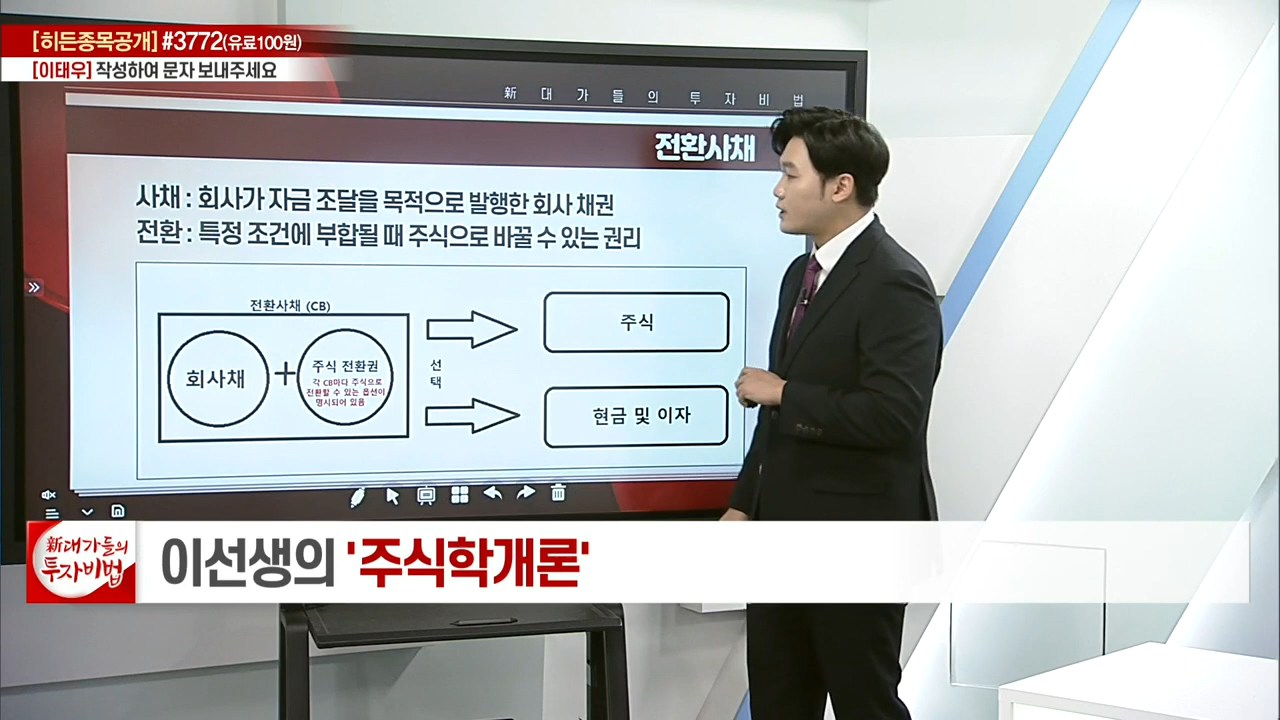 [히든종목공개] #3772(유료100원)
[이태우] 작성하여 문자 보내주세요
新 대가들의 투자비법
전환사채
사채 : 회사가 자금 조달을 목적으로 발행한 회사 채권
전환 : 특정 조건에 부합될 때 주식으로 바꿀 수 있는 권리
전환사채 (CB)
회사채
+
주식 전환권
각 CB마다 주식으로
전환할 수 있는 옵션이
명시되어 있음
선
택
주식
현금 및 이자
新대가들의
투자비법
이선생의 '주식학개론'